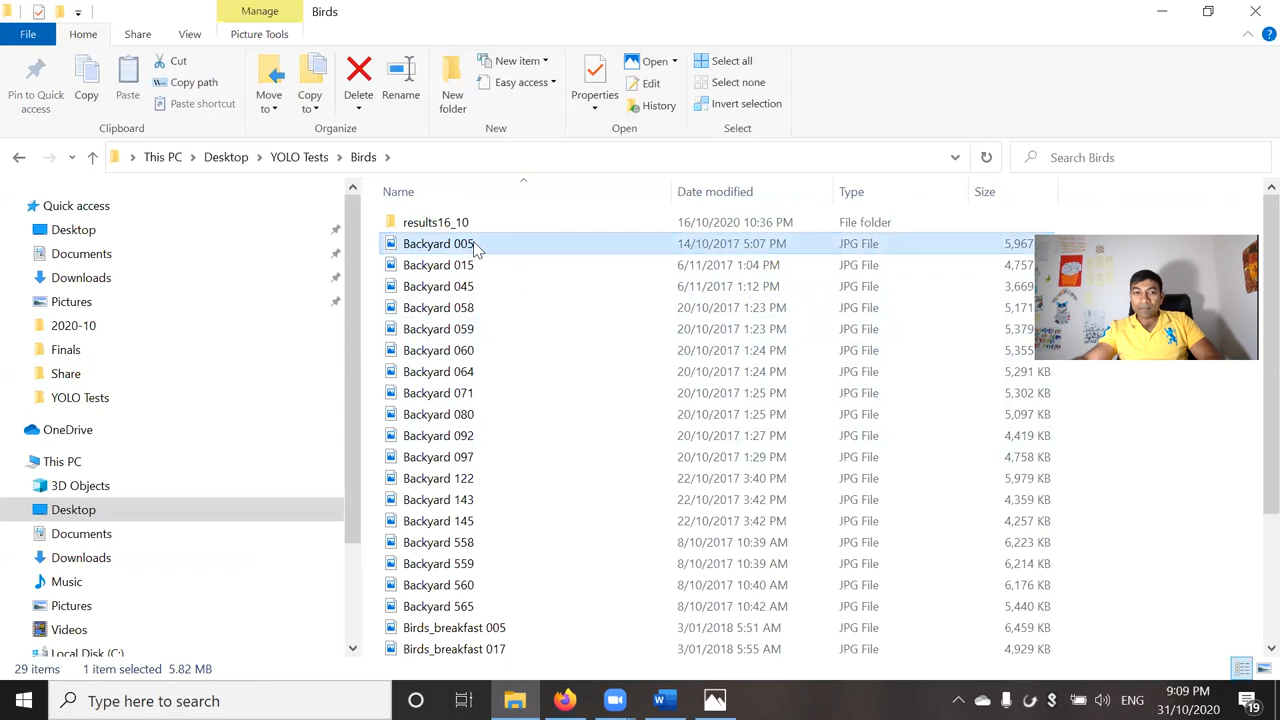 Manage
Birds
File
Home
Share
View
Picture Tools
Pin to Quick access
Copy
Paste
Cut
Copy path
Paste shortcut
Clipboard
Move to
Copy to
Delete
Rename
Organize
New folder
New item
Easy access
New
Properties
Open
Edit
History
Open
Select all
Select none
Invert selection
Select
This PC
Desktop
YOLO Tests
Birds
Search Birds
Name
Date modified
Type
Size
Quick access
Desktop
Documents
Downloads
Pictures
2020-10
Finals
Share
YOLO Tests
OneDrive
This PC
3D Objects
Desktop
Documents
Downloads
Music
Pictures
Videos
Local Disk (C:)
results16_10 16/10/2020 10:36 PM File folder
Backyard 005 14/10/2017 5:07 PM JPG File 5,967
Backyard 015 6/11/2017 1:04 PM JPG File 4,757
Backyard 045 6/11/2017 1:12 PM JPG File 3,669
Backyard 058 20/10/2017 1:23 PM JPG File 5,171
Backyard 059 20/10/2017 1:23 PM JPG File 5,379
Backyard 060 20/10/2017 1:24 PM JPG File 5,355
Backyard 064 20/10/2017 1:24 PM JPG File 5,291 KB
Backyard 071 20/10/2017 1:25 PM JPG File 5,302 KB
Backyard 080 20/10/2017 1:25 PM JPG File 5,097 KB
Backyard 092 20/10/2017 1:27 PM JPG File 4,419 KB
Backyard 097 20/10/2017 1:29 PM JPG File 4,758 KB
Backyard 122 22/10/2017 3:40 PM JPG File 5,979 KB
Backyard 143 22/10/2017 3:42 PM JPG File 4,359 KB
Backyard 145 22/10/2017 3:42 PM JPG File 4,257 KB
Backyard 558 8/10/2017 10:39 AM JPG File 6,223 KB
Backyard 559 8/10/2017 10:39 AM JPG File 6,214 KB
Backyard 560 8/10/2017 10:40 AM JPG File 6,176 KB
Backyard 565 8/10/2017 10:42 AM JPG File 5,440 KB
Birds_breakfast 005 3/01/2018 5:51 AM JPG File 6,459 KB
Birds_breakfast 017 3/01/2018 5:55 AM JPG File 4,929 KB
29 items 1 item selected 5.82 MB
Type here to search
ENG
9:09 PM
31/10/2020
19